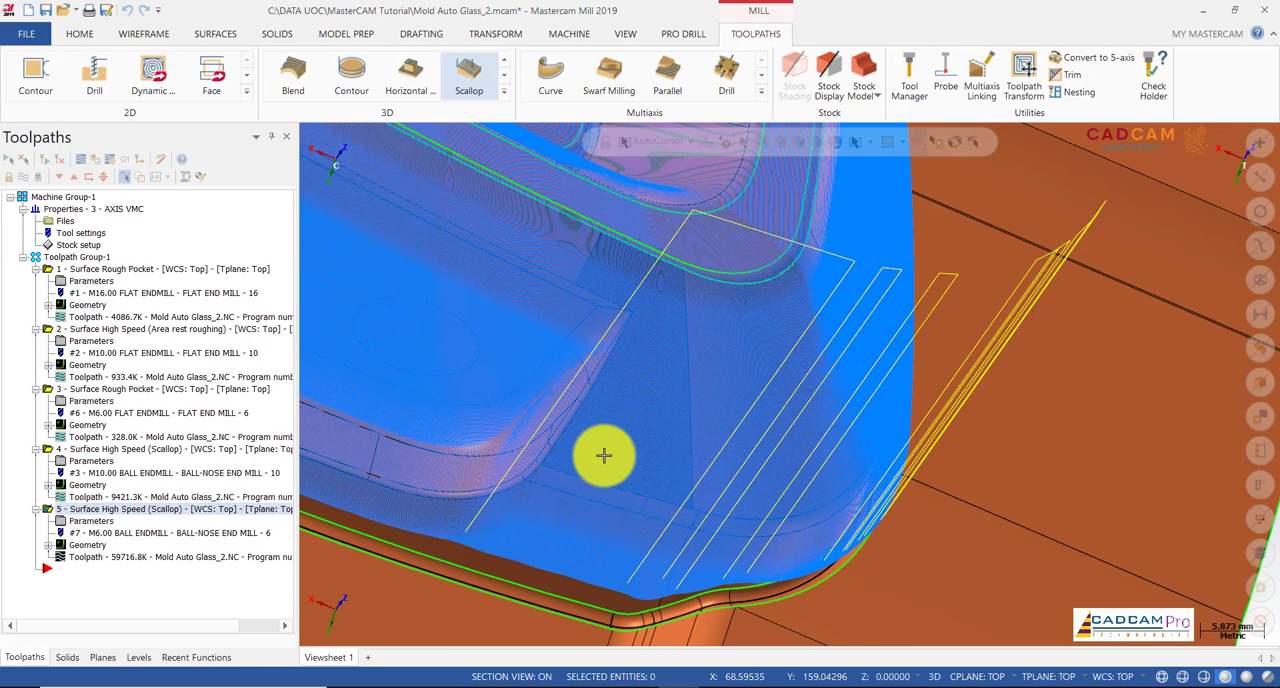 C:\DATA UOC\MasterCAM Tutorial\Mold Auto Glass_2.mcam* - Mastercam Mill 2019
MILL
FILE HOME WIREFRAME SURFACES SOLIDS MODEL PREP DRAFTING TRANSFORM MACHINE VIEW PRO DRILL TOOLPATHS MY MASTERCAM
Contour Drill Dynamic ... Face
2D
Blend Contour Horizontal ... Scallop
3D
Curve Swarf Milling Parallel Drill
Multiaxis
Stock Shading Stock Display Stock Model
Stock
Tool Manager Probe Multiaxis Linking Toolpath Transform Convert to 5-axis Trim Nesting Check Holder
Utilities
Toolpaths
AutoCursor
CADCAM
Machine Group-1
Properties - 3 - AXIS VMC
Files
Tool settings
Stock setup
Toolpath Group-1
1 - Surface Rough Pocket - [WCS: Top] - [Tplane: Top]
Parameters
#1 - M16.00 FLAT ENDMILL - FLAT END MILL - 16
Geometry
Toolpath - 4086.7K - Mold Auto Glass_2.NC - Program num
2 - Surface High Speed (Area rest roughing) - [WCS: Top] - [
Parameters
#2 - M10.00 FLAT ENDMILL - FLAT END MILL - 10
Geometry
Toolpath - 933.4K - Mold Auto Glass_2.NC - Program numb
3 - Surface Rough Pocket - [WCS: Top] - [Tplane: Top]
Parameters
#6 - M6.00 FLAT ENDMILL - FLAT END MILL - 6
Geometry
Toolpath - 328.0K - Mold Auto Glass_2.NC - Program numb
4 - Surface High Speed (Scallop) - [WCS: Top] - [Tplane: Top
Parameters
#3 - M10.00 BALL ENDMILL - BALL-NOSE END MILL - 10
Geometry
Toolpath - 9421.3K - Mold Auto Glass_2.NC - Program num
5 - Surface High Speed (Scallop) - [WCS: Top] - [Tplane: Top
Parameters
#7 - M6.00 BALL ENDMILL - BALL-NOSE END MILL - 6
Geometry
Toolpath - 59716.8K - Mold Auto Glass_2.NC - Program nu
CADCAMPro
TECHNOLOGIES
5.873 mm
Metric
Toolpaths Solids Planes Levels Recent Functions
Viewsheet 1 +
SECTION VIEW: ON SELECTED ENTITIES: 0 X: 68.59535 Y: 159.04296 Z: 0.00000 3D CPLANE: TOP TPLANE: TOP WCS: TOP